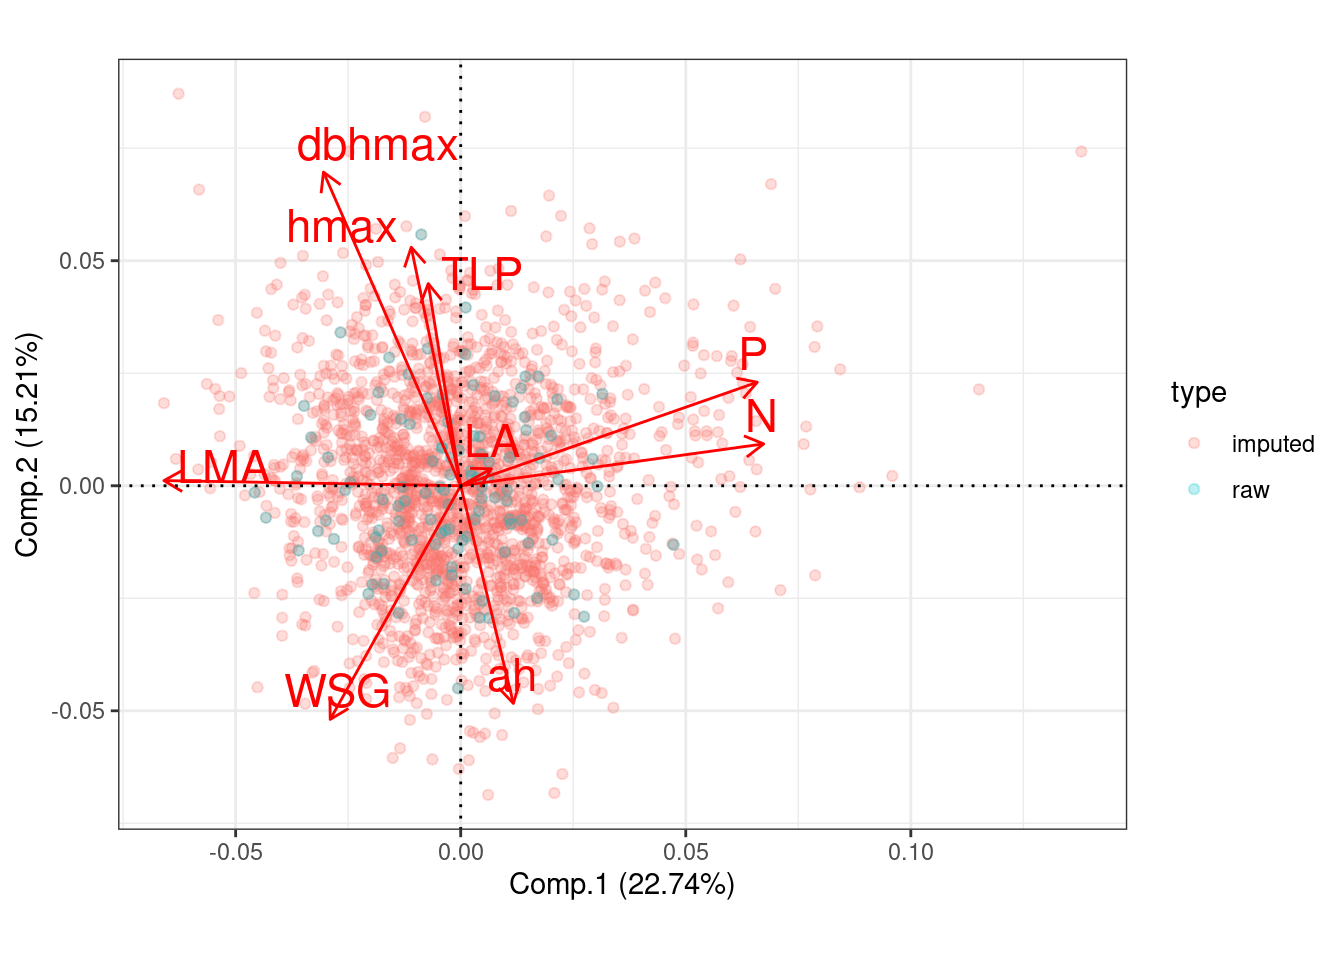 dbhmax
hmax
TLP
P
N
LA
LMA
WSG
ah
0.05
0.00
-0.05
-0.05
0.00
0.05
0.10
Comp.1 (22.74%)
Comp.2 (15.21%)
type
imputed
raw